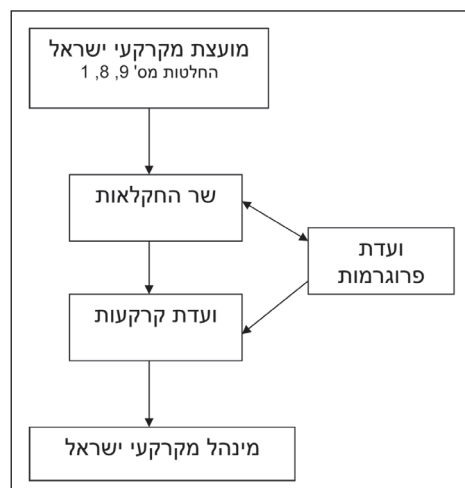 מועצת מקרקעי ישראל
החלטות מס' 9, 8, 1
שר החקלאות
ועדת
פרוגרמות
ועדת קרקעות
מינהל מקרקעי ישראל